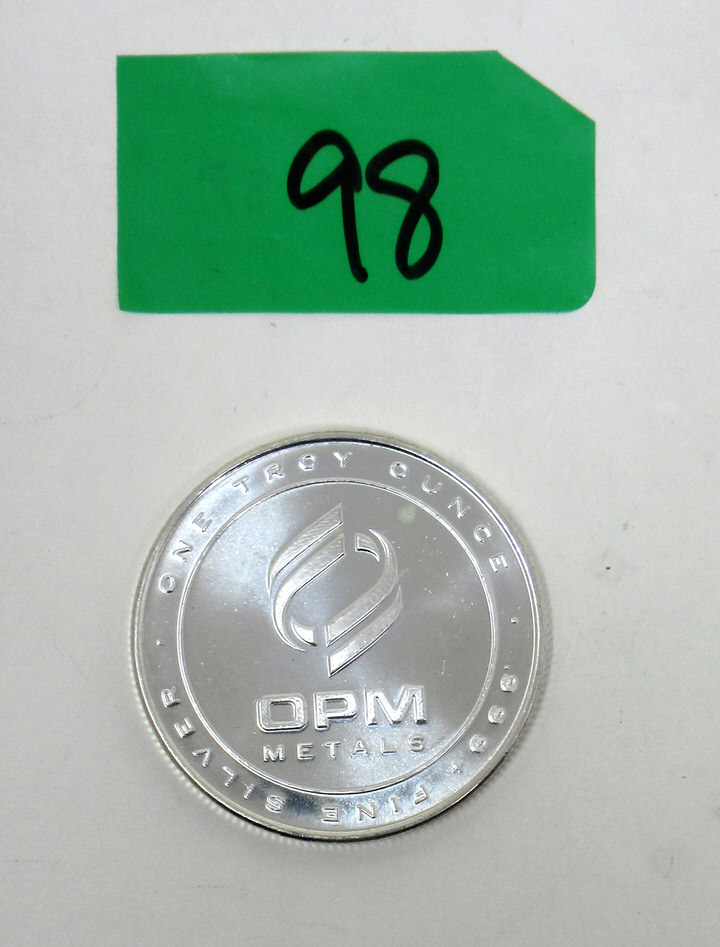 98
ONE TROY OUNCE · .999+ FINE SILVER ·
OPM
METALS